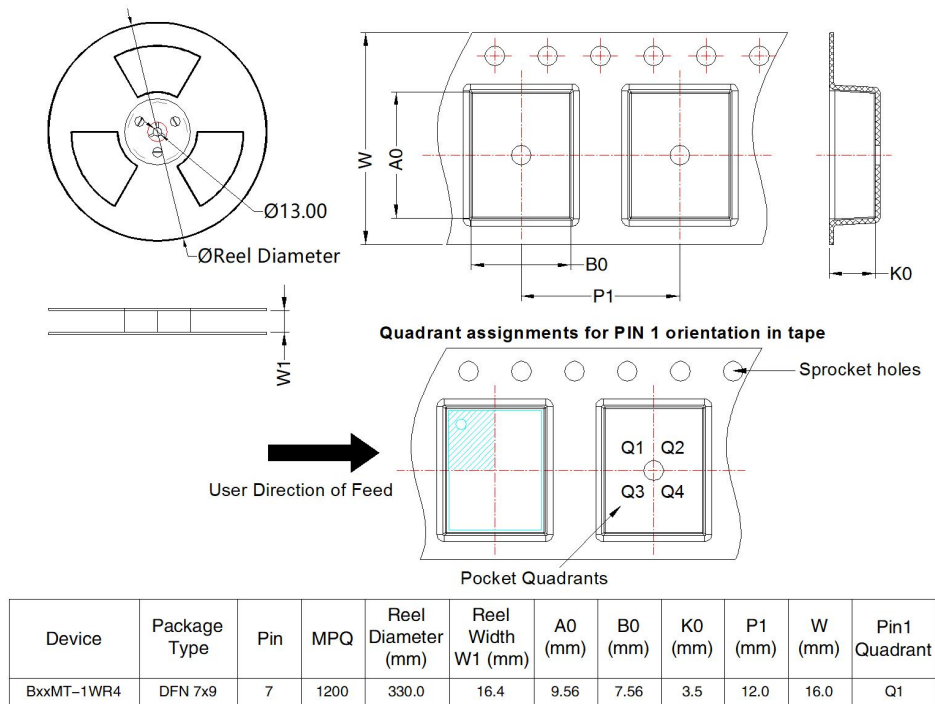 Ø13.00
ØReel Diameter
W1
W
A0
B0
P1
K0
Quadrant assignments for PIN 1 orientation in tape
Sprocket holes
User Direction of Feed
Q1 Q2
Q3 Q4
Pocket Quadrants
Device Package Type Pin MPQ Reel Diameter (mm) Reel Width W1 (mm) A0 (mm) B0 (mm) K0 (mm) P1 (mm) W (mm) Pin1 Quadrant
BxxMT-1WR4 DFN 7x9 7 1200 330.0 16.4 9.56 7.56 3.5 12.0 16.0 Q1